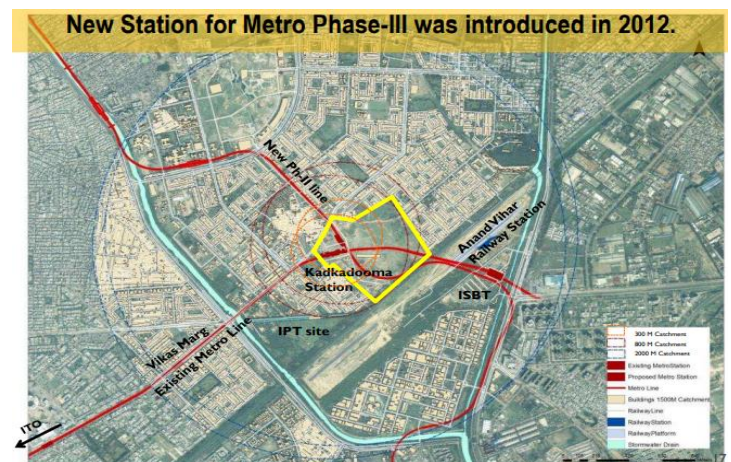 New Station for Metro Phase-III was introduced in 2012.
New Ph-II line
Anand Vihar
Railway Station
Kadkadooma
Station
ISBT
IPT site
Vikas Marg
Existing Metro Line
ITO
300 M Catchment
800 M Catchment
2000 M Catchment
Existing MetroStation
Proposed Metro Station
Metro Line
Buildings 1500M Catchment
RailwayLine
RailwayStation
RailwayPlatform
Stormwater Drain
17